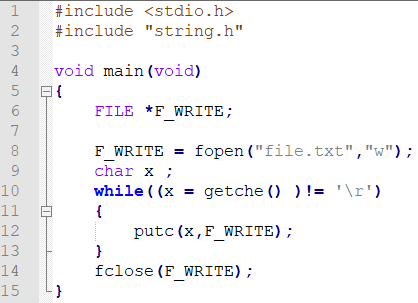 1 #include <stdio.h>
2 #include "string.h"
3
4 void main(void)
5 {
6 FILE *F_WRITE;
7
8 F_WRITE = fopen("file.txt","w");
9 char x ;
10 while((x = getche() )!= '\r')
11 {
12 putc(x,F_WRITE);
13 }
14 fclose(F_WRITE);
15 }